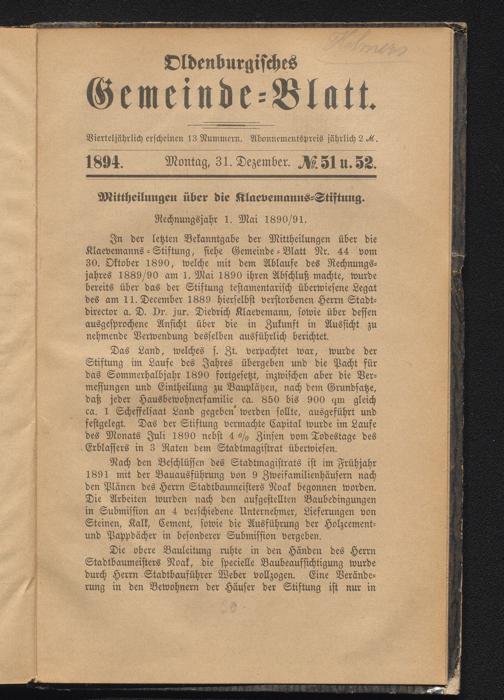 Holmers
Oldenburgisches
Gemeinde=Blatt.
Vierteljährlich erscheinen 13 Nummern. Abonnementspreis jährlich 2 ℳ.
1894. Montag, 31. Dezember. №. 51 u. 52.
Mittheilungen über die Klaevemanns=Stiftung.
Rechnungsjahr 1. Mai 1890/91.
In der letzten Bekanntgabe der Mittheilungen über die
Klaevemanns=Stiftung, siehe Gemeinde=Blatt Nr. 44 vom
30. Oktober 1890, welche mit dem Ablaufe des Rechnungs-
jahres 1889/90 am 1. Mai 1890 ihren Abschluß machte, wurde
bereits über das der Stiftung testamentarisch überwiesene Legat
des am 11. December 1889 hierselbst verstorbenen Herrn Stadt-
director a. D. Dr. jur. Diedrich Klaevemann, sowie über dessen
ausgesprochene Ansicht über die in Zukunft in Aussicht zu
nehmende Verwendung desselben ausführlich berichtet.
Das Land, welches s. Zt. verpachtet war, wurde der
Stiftung im Laufe des Jahres übergeben und die Pacht für
das Sommerhalbjahr 1890 fortgesetzt, inzwischen aber die Ver-
messungen und Eintheilung zu Bauplätzen, nach dem Grundsatze,
daß jeder Hausbewohnerfamilie ca. 850 bis 900 qm gleich
ca. 1 Scheffelsaat Land gegeben werden sollte, ausgeführt und
festgelegt. Das der Stiftung vermachte Capital wurde im Laufe
des Monats Juli 1890 nebst 4 % Zinsen vom Todestage des
Erblassers in 3 Raten dem Stadtmagistrat überwiesen.
Nach den Beschlüssen des Stadtmagistrats ist im Frühjahr
1891 mit der Bauausführung von 9 Zweifamilienhäusern nach
den Plänen des Herrn Stadtbaumeisters Noak begonnen worden.
Die Arbeiten wurden nach den aufgestellten Baubedingungen
in Submission an 4 verschiedene Unternehmer, Lieferungen von
Steinen, Kalk, Cement, sowie die Ausführung der Holzcement-
und Pappdächer in besonderer Submission vergeben.
Die obere Bauleitung ruhte in den Händen des Herrn
Stadtbaumeisters Noak, die specielle Bauaufsichtigung wurde
durch Herrn Stadtbauführer Weber vollzogen. Eine Verände-
rung in den Bewohnern der Häuser der Stiftung ist nur in